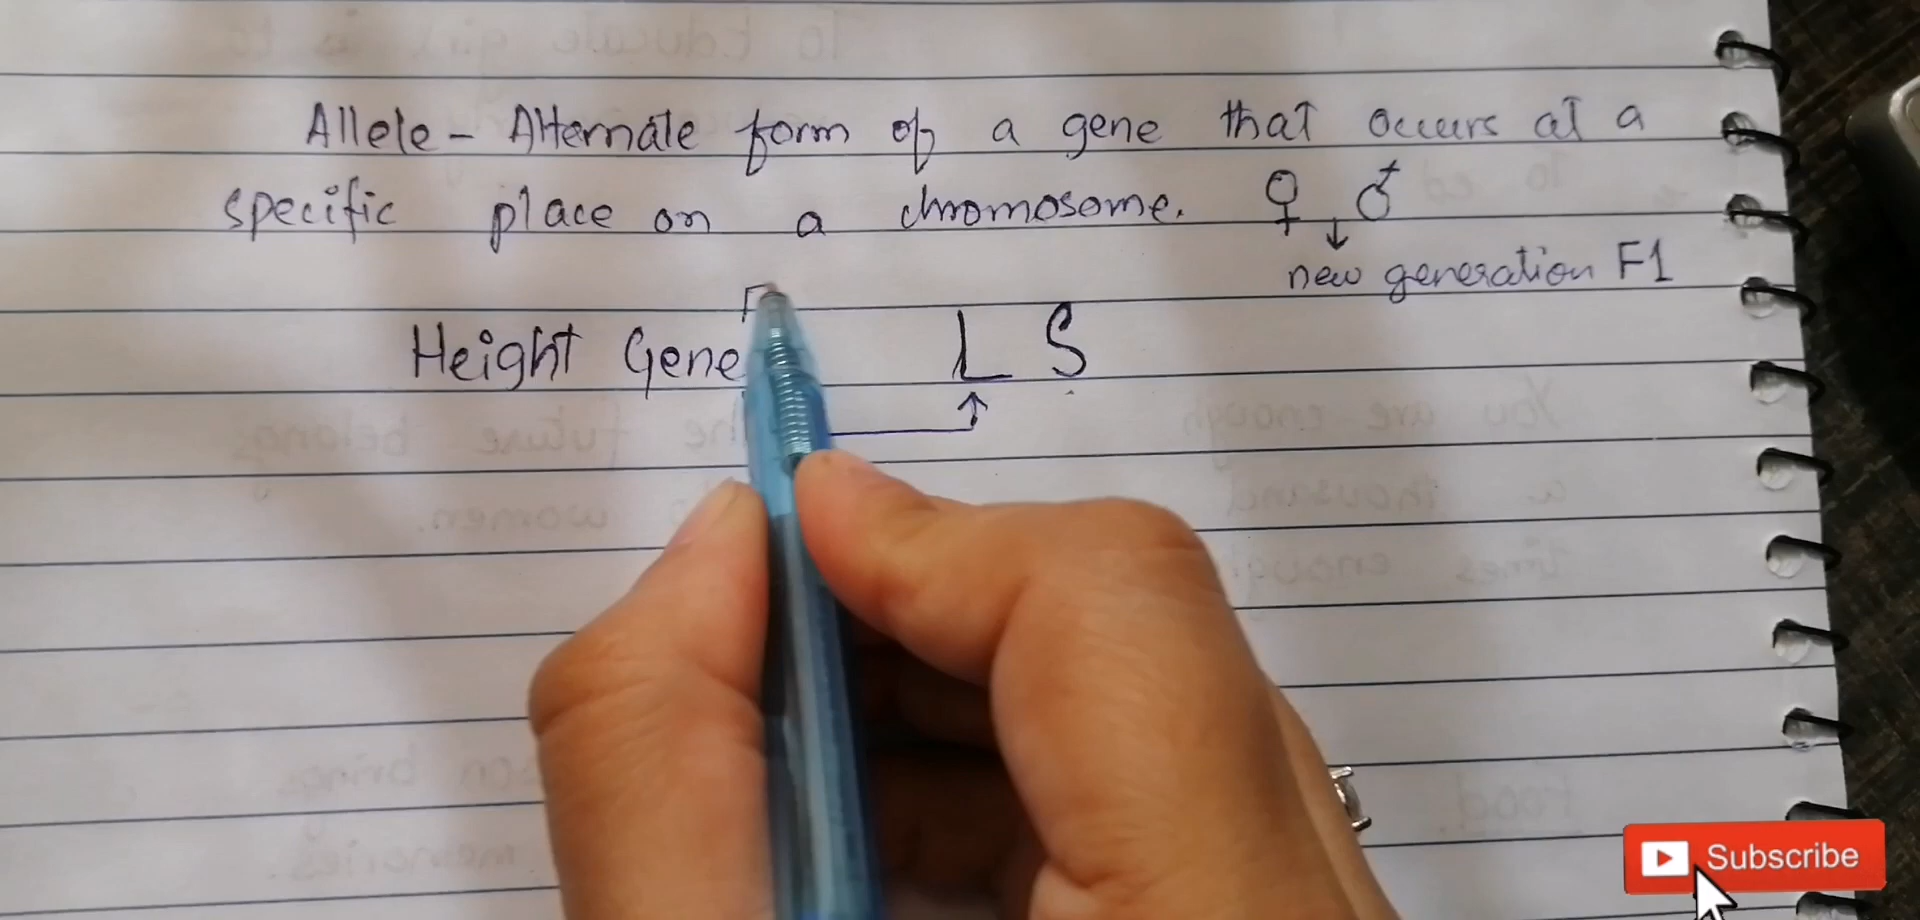 Allele - Alternate form of a gene that occurs at a
specific place on a chromosome. ♀ ♂
↓
new generation F1
Height Gene L S
Subscribe